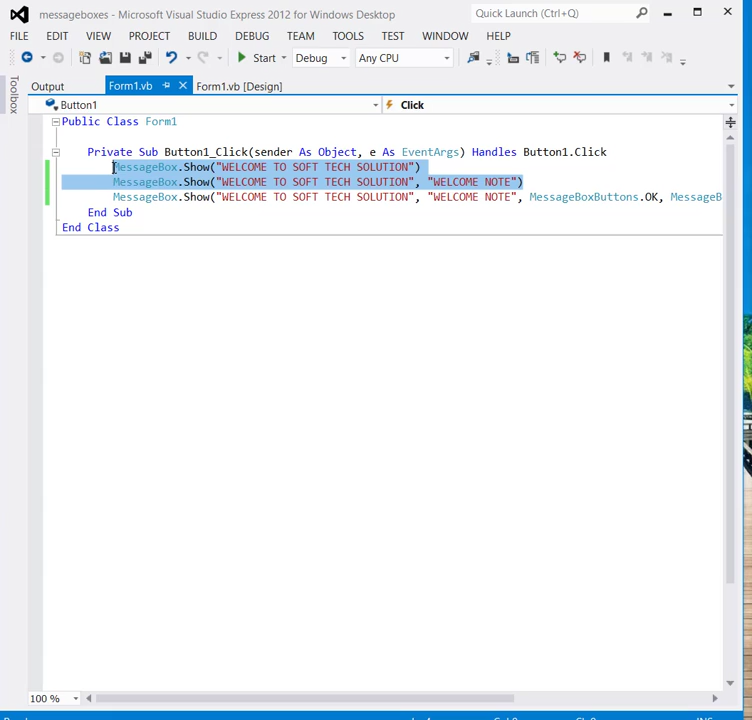 messageboxes - Microsoft Visual Studio Express 2012 for Windows Desktop
Quick Launch (Ctrl+Q)
FILE EDIT VIEW PROJECT BUILD DEBUG TEAM TOOLS TEST WINDOW HELP
Start Debug Any CPU
Toolbox
Output Form1.vb Form1.vb [Design]
Button1 Click
Public Class Form1
Private Sub Button1_Click(sender As Object, e As EventArgs) Handles Button1.Click
MessageBox.Show("WELCOME TO SOFT TECH SOLUTION")
MessageBox.Show("WELCOME TO SOFT TECH SOLUTION", "WELCOME NOTE")
MessageBox.Show("WELCOME TO SOFT TECH SOLUTION", "WELCOME NOTE", MessageBoxButtons.OK, MessageB
End Sub
End Class
100 %